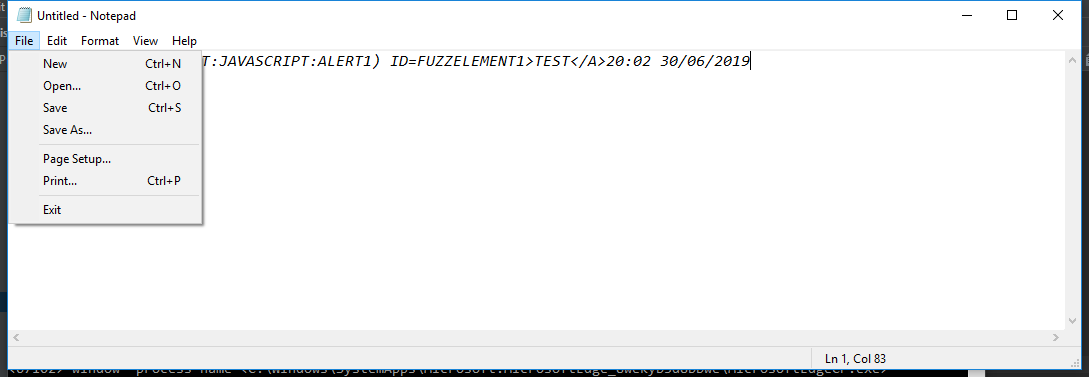 Untitled - Notepad
File Edit Format View Help
T:JAVASCRIPT:ALERT1) ID=FUZZELEMENT1>TEST</A>20:02 30/06/2019
New Ctrl+N
Open... Ctrl+O
Save Ctrl+S
Save As...
Page Setup...
Print... Ctrl+P
Exit
Ln 1, Col 83